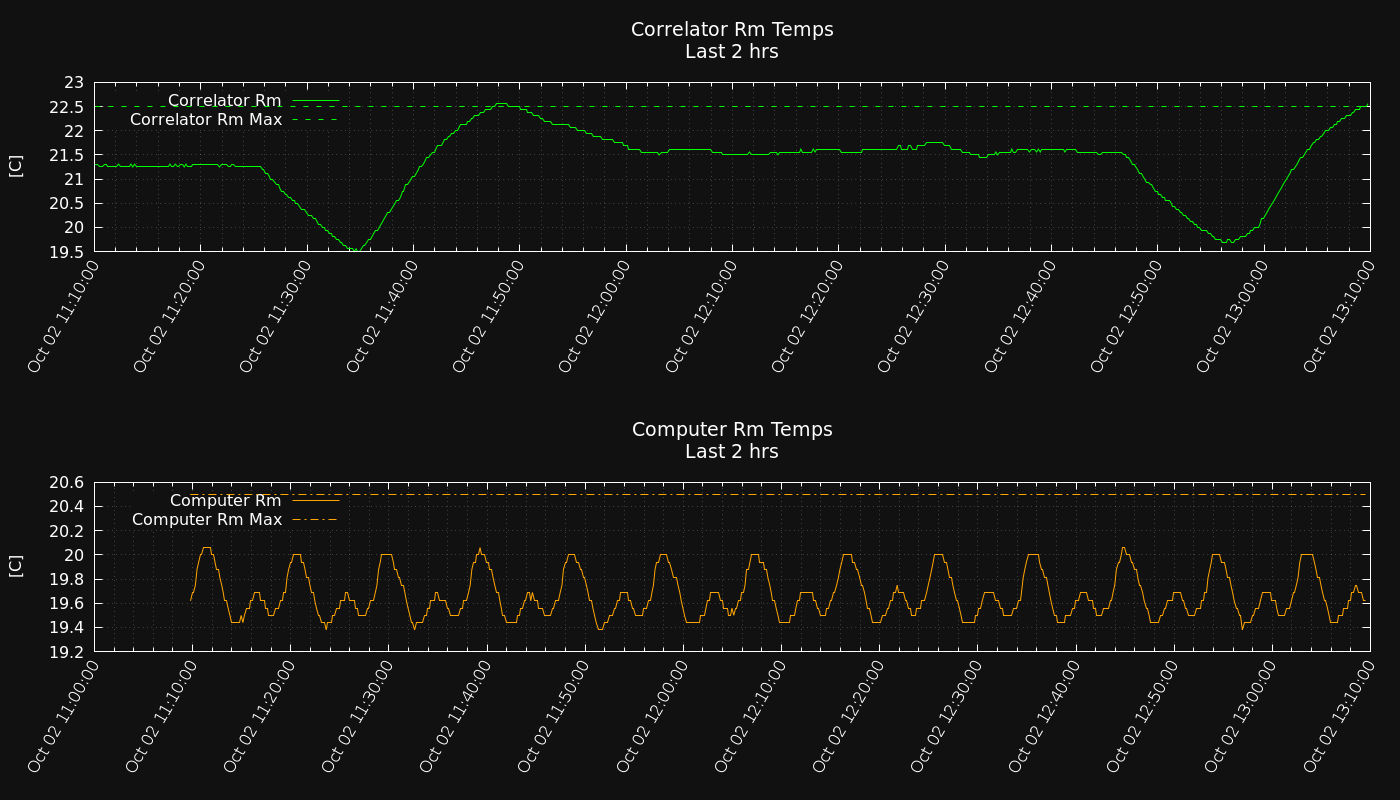 Correlator Rm Temps
Last 2 hrs
23
22.5
22
21.5
21
20.5
20
19.5
[C]
Correlator Rm
Correlator Rm Max
Oct 02 11:10:00
Oct 02 11:20:00
Oct 02 11:30:00
Oct 02 11:40:00
Oct 02 11:50:00
Oct 02 12:00:00
Oct 02 12:10:00
Oct 02 12:20:00
Oct 02 12:30:00
Oct 02 12:40:00
Oct 02 12:50:00
Oct 02 13:00:00
Oct 02 13:10:00
Computer Rm Temps
Last 2 hrs
20.6
20.4
20.2
20
19.8
19.6
19.4
19.2
[C]
Computer Rm
Computer Rm Max
Oct 02 11:00:00
Oct 02 11:10:00
Oct 02 11:20:00
Oct 02 11:30:00
Oct 02 11:40:00
Oct 02 11:50:00
Oct 02 12:00:00
Oct 02 12:10:00
Oct 02 12:20:00
Oct 02 12:30:00
Oct 02 12:40:00
Oct 02 12:50:00
Oct 02 13:00:00
Oct 02 13:10:00